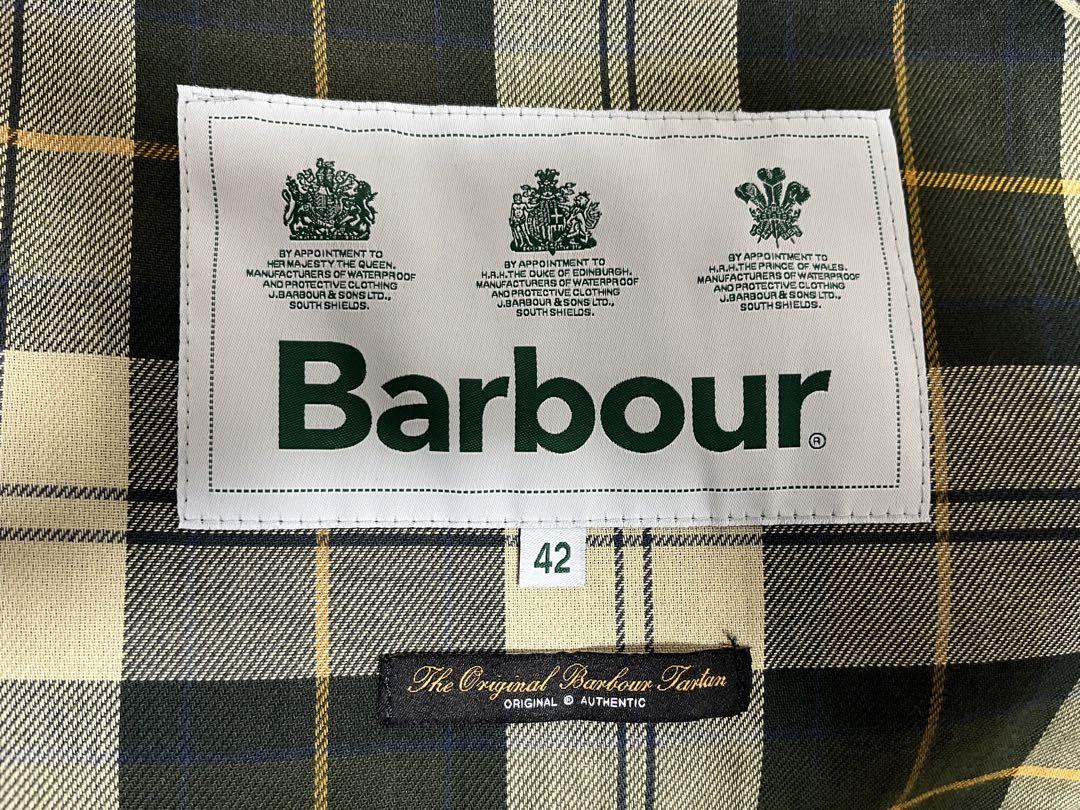 BY APPOINTMENT TO
HER MAJESTY THE QUEEN.
MANUFACTURERS OF WATERPROOF
AND PROTECTIVE CLOTHING
J.BARBOUR & SONS LTD.,
SOUTH SHIELDS.
BY APPOINTMENT TO
H.R.H. THE DUKE OF EDINBURGH.
MANUFACTURERS OF WATERPROOF
AND PROTECTIVE CLOTHING
J.BARBOUR & SONS LTD.,
SOUTH SHIELDS.
BY APPOINTMENT TO
H.R.H. THE PRINCE OF WALES.
MANUFACTURERS OF WATERPROOF
AND PROTECTIVE CLOTHING
J.BARBOUR & SONS LTD.,
SOUTH SHIELDS.
Barbour®
42
The Original Barbour Tartan
ORIGINAL ® AUTHENTIC